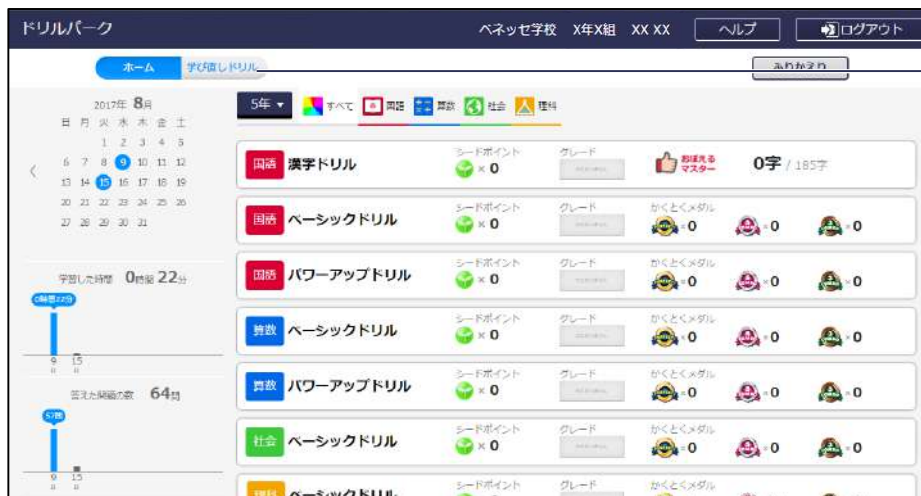 ドリルパーク ベネッセ学校 X年X組 XX XX ヘルプ ログアウト
ホーム 学び直しドリル ふりかえり
2017年 8月
日 月 火 水 木 金 土
1 2 3 4 5
6 7 8 9 10 11 12
13 14 15 16 17 18 19
20 21 22 23 24 25 26
27 28 29 30 31
学習した時間 0時間 22分
0時間22分
9 15
日 日
答えた問題の数 64問
57問
9 15
日 日
5年 すべて 国語 算数 社会 理科
シードポイント グレード
国語 漢字ドリル × 0 おぼえるマスター 0字 / 185字
シードポイント グレード かくとくメダル
国語 ベーシックドリル × 0 × 0 × 0 × 0
シードポイント グレード かくとくメダル
国語 パワーアップドリル × 0 × 0 × 0 × 0
シードポイント グレード かくとくメダル
算数 ベーシックドリル × 0 × 0 × 0 × 0
シードポイント グレード かくとくメダル
算数 パワーアップドリル × 0 × 0 × 0 × 0
シードポイント グレード かくとくメダル
社会 ベーシックドリル × 0 × 0 × 0 × 0
シードポイント グレード かくとくメダル
理科 ベーシックドリル